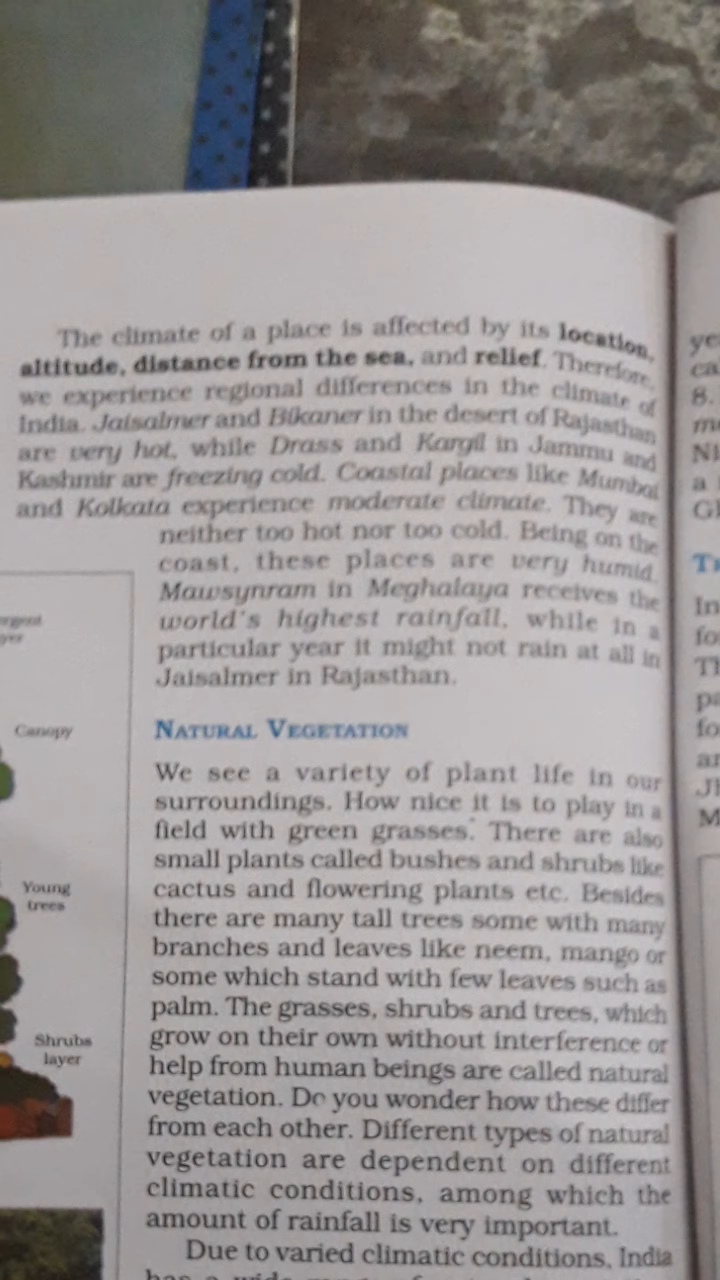 The climate of a place is affected by its location,
altitude, distance from the sea, and relief. Therefore,
we experience regional differences in the climate of
India. Jaisalmer and Bikaner in the desert of Rajasthan
are very hot, while Drass and Kargil in Jammu and
Kashmir are freezing cold. Coastal places like Mumbai
and Kolkata experience moderate climate. They are
neither too hot nor too cold. Being on the
coast, these places are very humid.
Mawsynram in Meghalaya receives the
world's highest rainfall, while in a
particular year it might not rain at all in
Jaisalmer in Rajasthan.
Canopy
Young
trees
Shrubs
layer
NATURAL VEGETATION
We see a variety of plant life in our
surroundings. How nice it is to play in a
field with green grasses. There are also
small plants called bushes and shrubs like
cactus and flowering plants etc. Besides
there are many tall trees some with many
branches and leaves like neem, mango or
some which stand with few leaves such as
palm. The grasses, shrubs and trees, which
grow on their own without interference or
help from human beings are called natural
vegetation. Do you wonder how these differ
from each other. Different types of natural
vegetation are dependent on different
climatic conditions, among which the
amount of rainfall is very important.
Due to varied climatic conditions, India